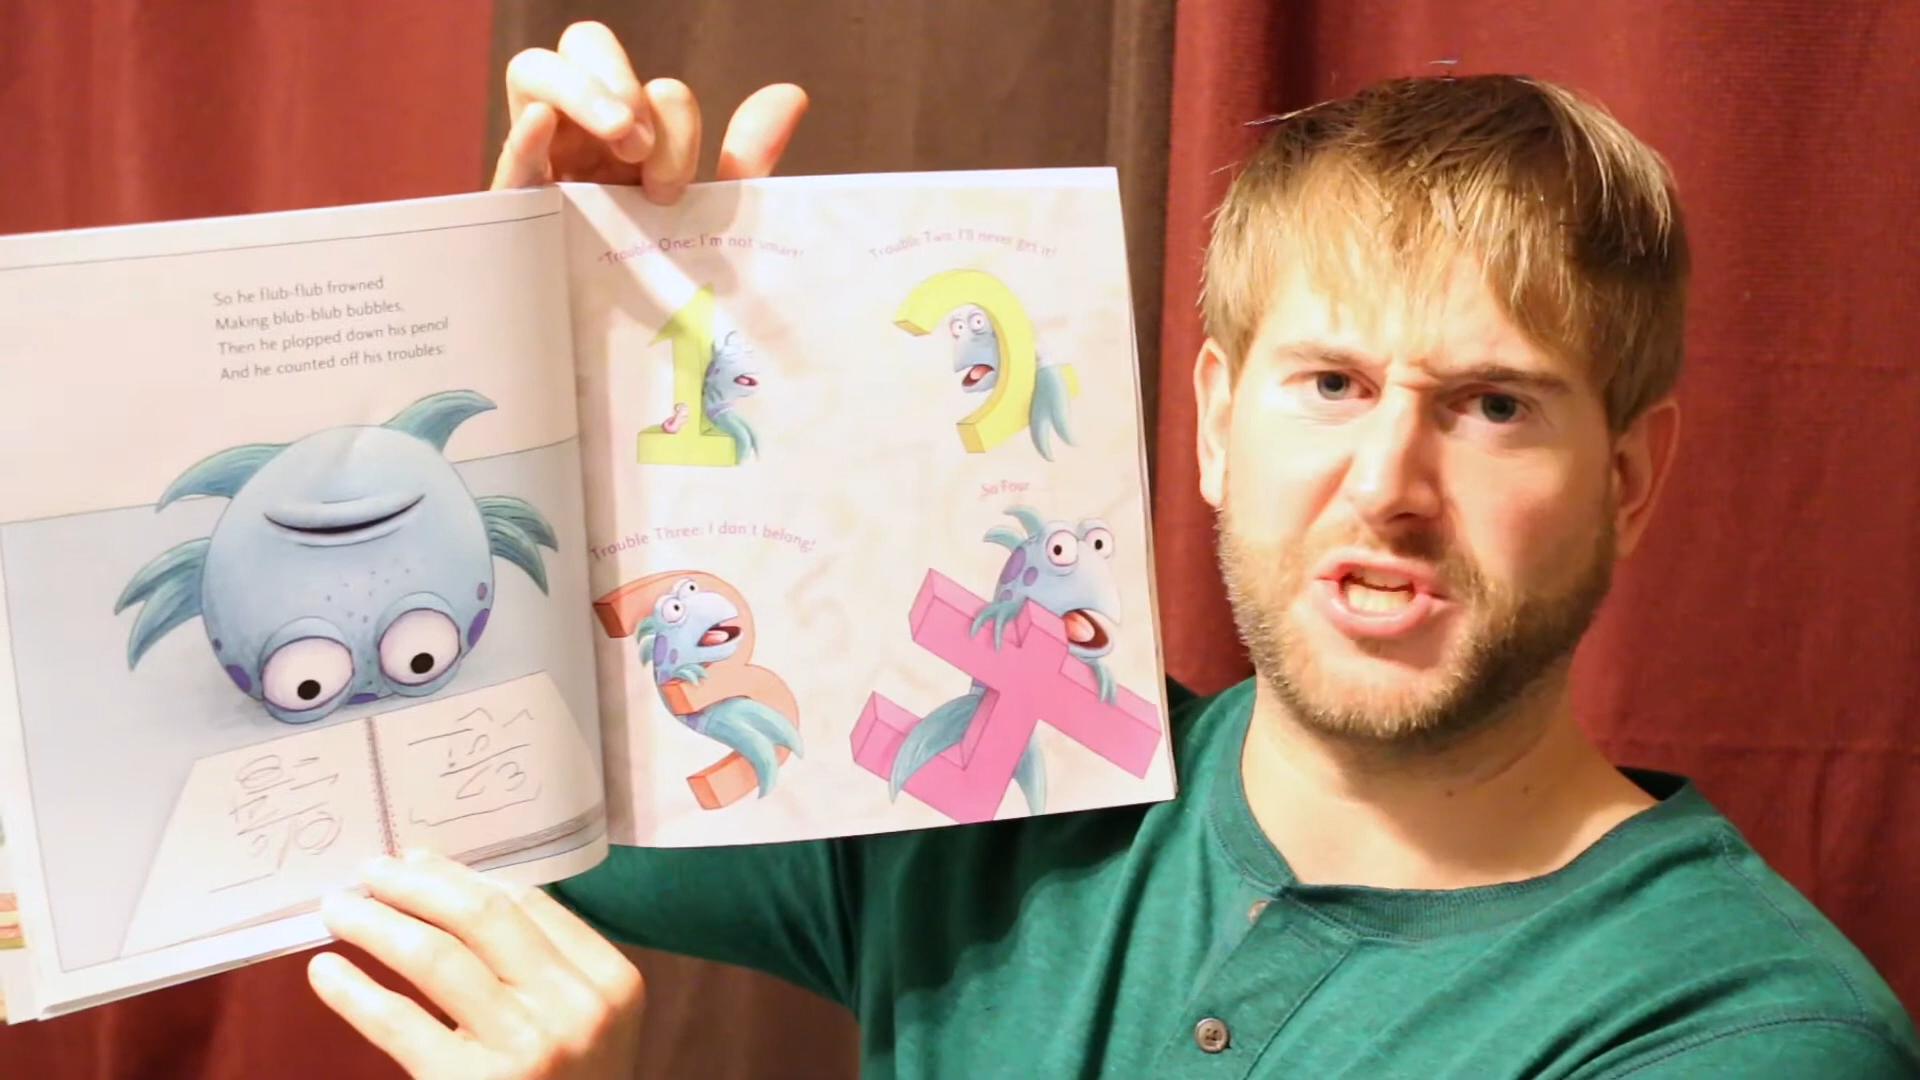 So he flub-flub frowned
Making blub-blub bubbles,
Then he plopped down his pencil
And he counted off his troubles:
"Trouble One: I'm not smart!
Trouble Two: I'll never get it!
Trouble Three: I don't belong!
So Four